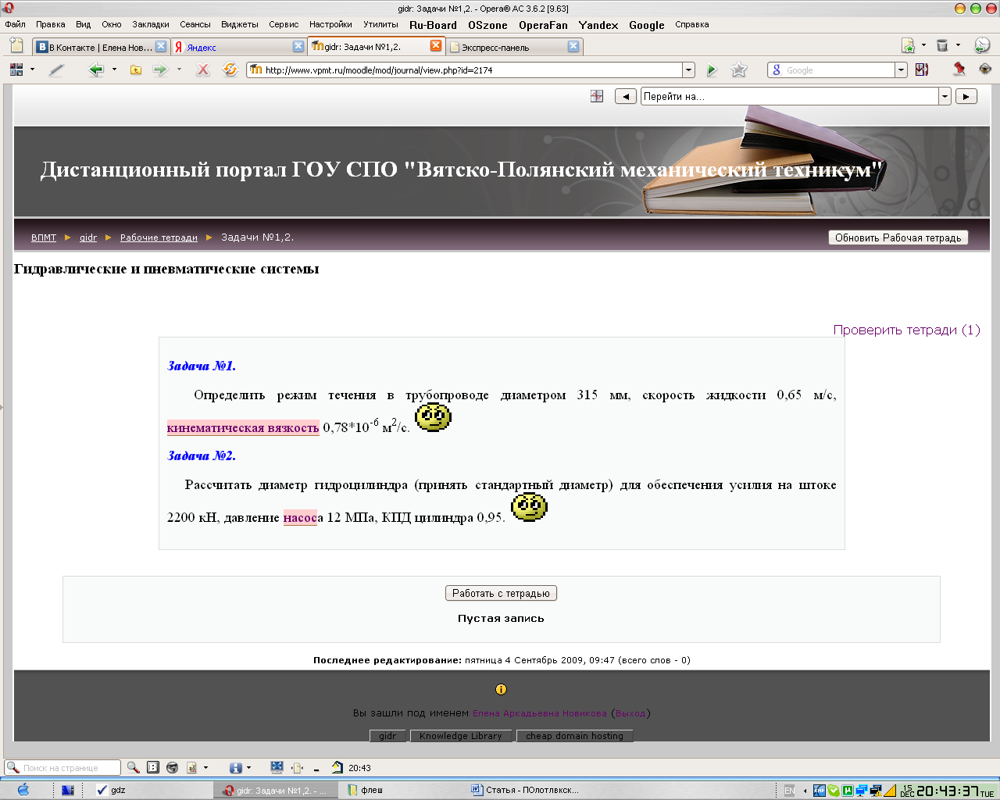 gidr: Задачи №1,2. - Opera® AC 3.6.2 [9.63]
Файл Правка Вид Окно Закладки Сеансы Виджеты Сервис Настройки Утилиты Ru-Board OSzone OperaFan Yandex Google Справка
В Контакте | Елена Нов... Яндекс gidr: Задачи №1,2. Экспресс-панель
http://www.vpmt.ru/moodle/mod/journal/view.php?id=2174 Google
Перейти на...
Дистанционный портал ГОУ СПО "Вятско-Полянский механический техникум"
ВПМТ ► gidr ► Рабочие тетради ► Задачи №1,2. Обновить Рабочая тетрадь
Гидравлические и пневматические системы
Проверить тетради (1)
Задача №1.
Определить режим течения в трубопроводе диаметром 315 мм, скорость жидкости 0,65 м/с,
кинематическая вязкость 0,78*10-6 м2/с.
Задача №2.
Рассчитать диаметр гидроцилиндра (принять стандартный диаметр) для обеспечения усилия на штоке
2200 кН, давление насоса 12 МПа, КПД цилиндра 0,95.
Работать с тетрадью
Пустая запись
Последнее редактирование: пятница 4 Сентябрь 2009, 09:47 (всего слов - 0)
Вы зашли под именем Елена Аркадьевна Новикова (Выход)
gidr Knowledge Library cheap domain hosting
Поиск на странице 20:43
gdz gidr: Задачи №1,2. - ... флеш Статья - ПОлотлвкск... EN 15 DEC 20:43:37 TUE